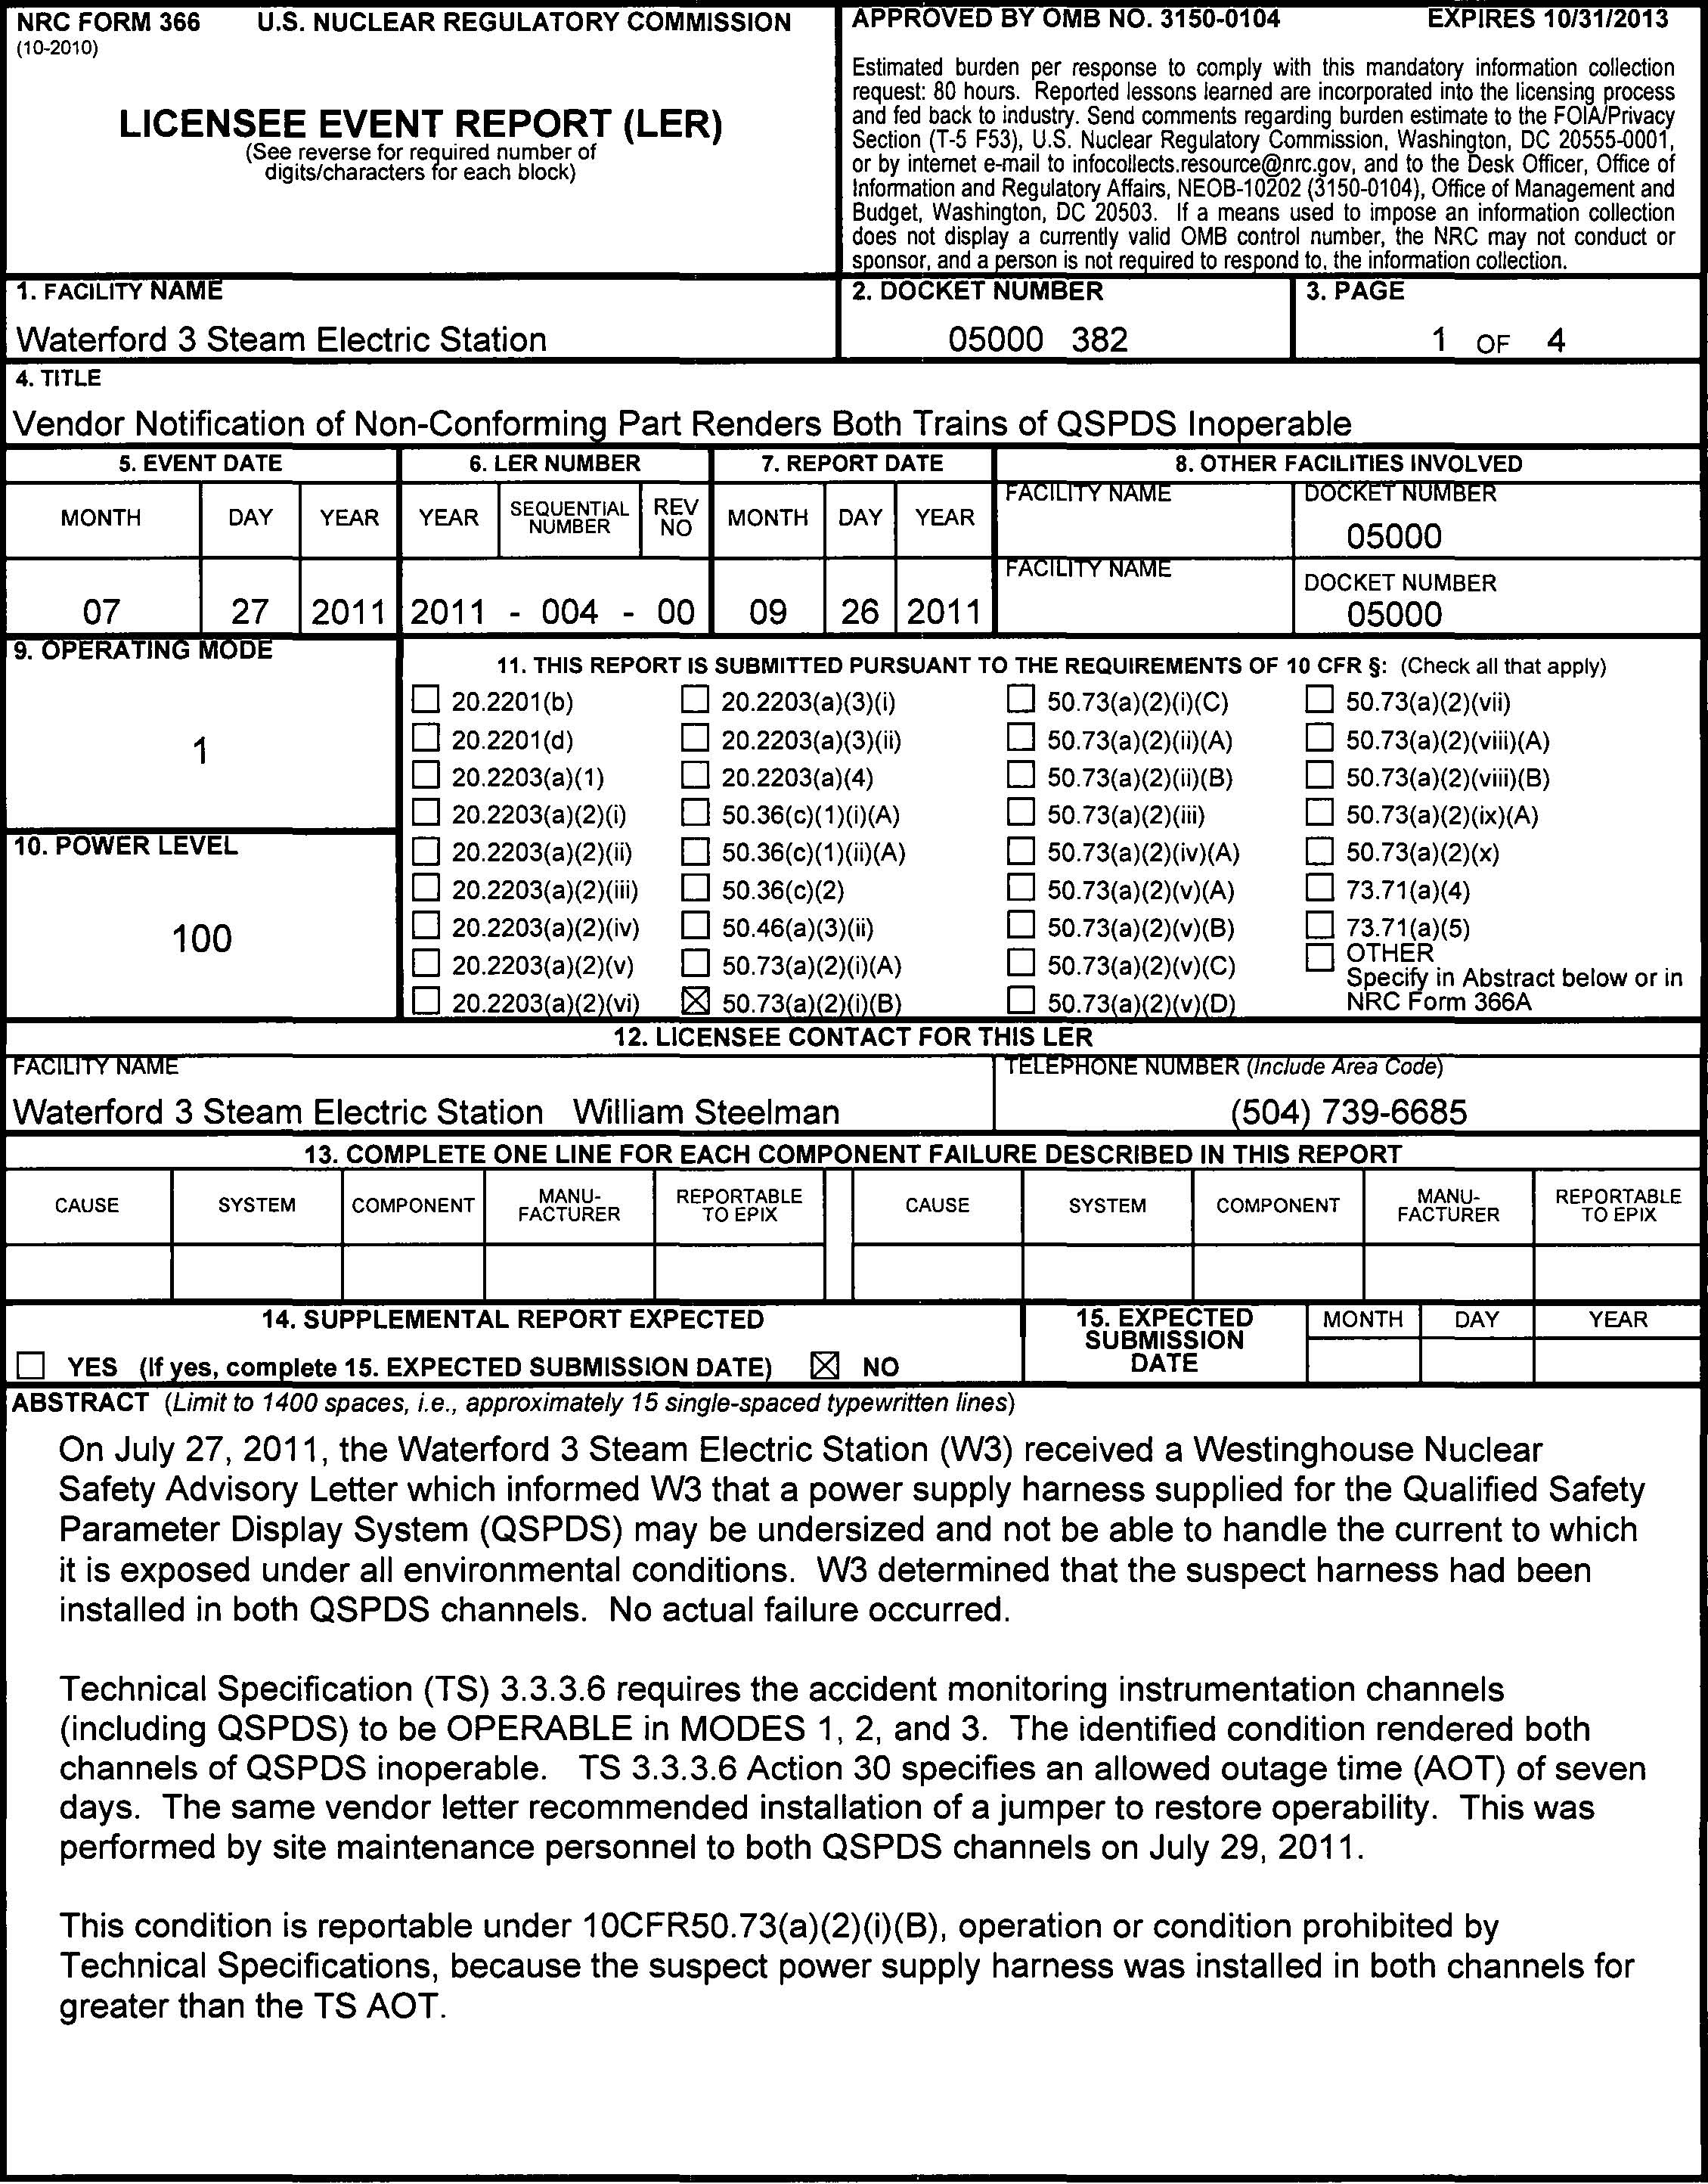 NRC FORM 366 U.S. NUCLEAR REGULATORY COMMISSION
(10-2010)
LICENSEE EVENT REPORT (LER)
(See reverse for required number of
digits/characters for each block)
APPROVED BY OMB NO. 3150-0104 EXPIRES 10/31/2013
Estimated burden per response to comply with this mandatory information collection
request: 80 hours. Reported lessons learned are incorporated into the licensing process
and fed back to industry. Send comments regarding burden estimate to the FOIA/Privacy
Section (T-5 F53), U.S. Nuclear Regulatory Commission, Washington, DC 20555-0001,
or by internet e-mail to infocollects.resource@nrc.gov, and to the Desk Officer, Office of
Information and Regulatory Affairs, NEOB-10202 (3150-0104), Office of Management and
Budget, Washington, DC 20503. If a means used to impose an information collection
does not display a currently valid OMB control number, the NRC may not conduct or
sponsor, and a person is not required to respond to, the information collection.
1. FACILITY NAME 2. DOCKET NUMBER 3. PAGE
Waterford 3 Steam Electric Station 05000 382 1 OF 4
4. TITLE
Vendor Notification of Non-Conforming Part Renders Both Trains of QSPDS Inoperable
5. EVENT DATE 6. LER NUMBER 7. REPORT DATE 8. OTHER FACILITIES INVOLVED
MONTH DAY YEAR YEAR SEQUENTIAL NUMBER REV NO MONTH DAY YEAR FACILITY NAME DOCKET NUMBER
05000
FACILITY NAME DOCKET NUMBER
07 27 2011 2011 - 004 - 00 09 26 2011 05000
9. OPERATING MODE
1
10. POWER LEVEL
100
11. THIS REPORT IS SUBMITTED PURSUANT TO THE REQUIREMENTS OF 10 CFR §: (Check all that apply)
☐ 20.2201(b) ☐ 20.2203(a)(3)(i) ☐ 50.73(a)(2)(i)(C) ☐ 50.73(a)(2)(vii)
☐ 20.2201(d) ☐ 20.2203(a)(3)(ii) ☐ 50.73(a)(2)(ii)(A) ☐ 50.73(a)(2)(viii)(A)
☐ 20.2203(a)(1) ☐ 20.2203(a)(4) ☐ 50.73(a)(2)(ii)(B) ☐ 50.73(a)(2)(viii)(B)
☐ 20.2203(a)(2)(i) ☐ 50.36(c)(1)(i)(A) ☐ 50.73(a)(2)(iii) ☐ 50.73(a)(2)(ix)(A)
☐ 20.2203(a)(2)(ii) ☐ 50.36(c)(1)(ii)(A) ☐ 50.73(a)(2)(iv)(A) ☐ 50.73(a)(2)(x)
☐ 20.2203(a)(2)(iii) ☐ 50.36(c)(2) ☐ 50.73(a)(2)(v)(A) ☐ 73.71(a)(4)
☐ 20.2203(a)(2)(iv) ☐ 50.46(a)(3)(ii) ☐ 50.73(a)(2)(v)(B) ☐ 73.71(a)(5)
☐ 20.2203(a)(2)(v) ☐ 50.73(a)(2)(i)(A) ☐ 50.73(a)(2)(v)(C) ☐ OTHER
☐ 20.2203(a)(2)(vi) ☒ 50.73(a)(2)(i)(B) ☐ 50.73(a)(2)(v)(D) Specify in Abstract below or in
NRC Form 366A
12. LICENSEE CONTACT FOR THIS LER
FACILITY NAME TELEPHONE NUMBER (Include Area Code)
Waterford 3 Steam Electric Station William Steelman (504) 739-6685
13. COMPLETE ONE LINE FOR EACH COMPONENT FAILURE DESCRIBED IN THIS REPORT
CAUSE SYSTEM COMPONENT MANU-FACTURER REPORTABLE TO EPIX CAUSE SYSTEM COMPONENT MANU-FACTURER REPORTABLE TO EPIX
14. SUPPLEMENTAL REPORT EXPECTED 15. EXPECTED SUBMISSION DATE MONTH DAY YEAR
☐ YES (If yes, complete 15. EXPECTED SUBMISSION DATE) ☒ NO
ABSTRACT (Limit to 1400 spaces, i.e., approximately 15 single-spaced typewritten lines)
On July 27, 2011, the Waterford 3 Steam Electric Station (W3) received a Westinghouse Nuclear
Safety Advisory Letter which informed W3 that a power supply harness supplied for the Qualified Safety
Parameter Display System (QSPDS) may be undersized and not be able to handle the current to which
it is exposed under all environmental conditions. W3 determined that the suspect harness had been
installed in both QSPDS channels. No actual failure occurred.
Technical Specification (TS) 3.3.3.6 requires the accident monitoring instrumentation channels
(including QSPDS) to be OPERABLE in MODES 1, 2, and 3. The identified condition rendered both
channels of QSPDS inoperable. TS 3.3.3.6 Action 30 specifies an allowed outage time (AOT) of seven
days. The same vendor letter recommended installation of a jumper to restore operability. This was
performed by site maintenance personnel to both QSPDS channels on July 29, 2011.
This condition is reportable under 10CFR50.73(a)(2)(i)(B), operation or condition prohibited by
Technical Specifications, because the suspect power supply harness was installed in both channels for
greater than the TS AOT.